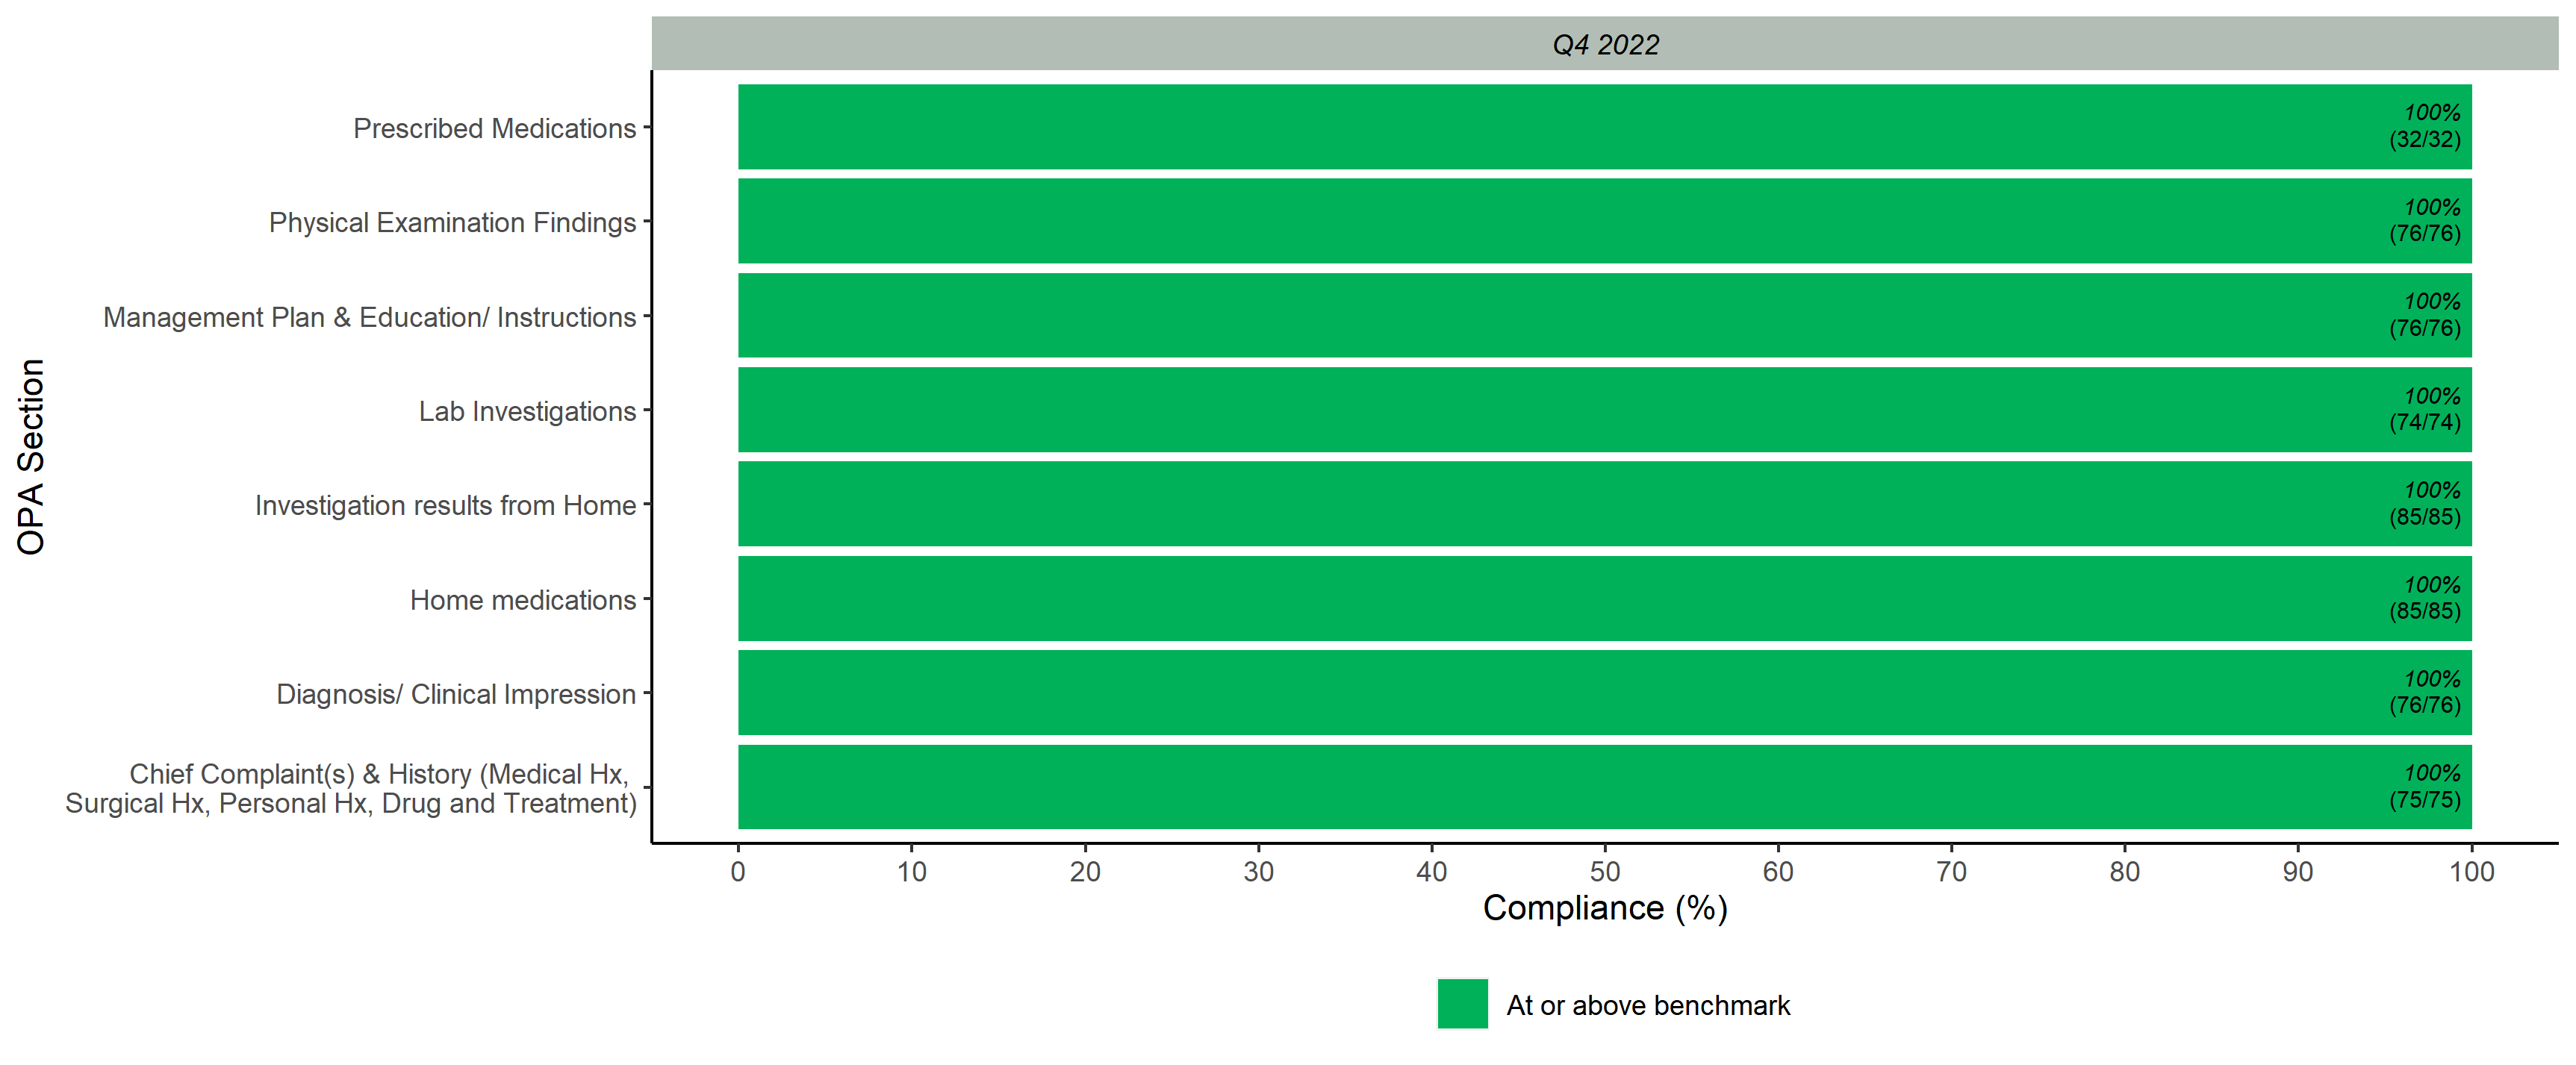 Q4 2022
OPA Section
Prescribed Medications
100%
(32/32)
Physical Examination Findings
100%
(76/76)
Management Plan & Education/ Instructions
100%
(76/76)
Lab Investigations
100%
(74/74)
Investigation results from Home
100%
(85/85)
Home medications
100%
(85/85)
Diagnosis/ Clinical Impression
100%
(76/76)
Chief Complaint(s) & History (Medical Hx,
Surgical Hx, Personal Hx, Drug and Treatment)
100%
(75/75)
0 10 20 30 40 50 60 70 80 90 100
Compliance (%)
At or above benchmark